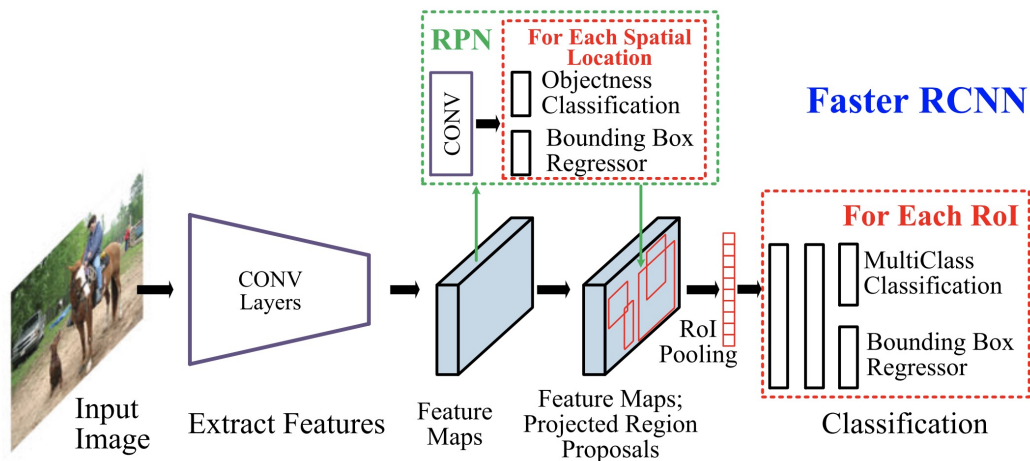 RPN
For Each Spatial
Location
CONV
Objectness
Classification
Bounding Box
Regressor
Faster RCNN
CONV
Layers
For Each RoI
MultiClass
Classification
Bounding Box
Regressor
RoI
Pooling
Input
Image
Extract Features
Feature
Maps
Feature Maps;
Projected Region
Proposals
Classification